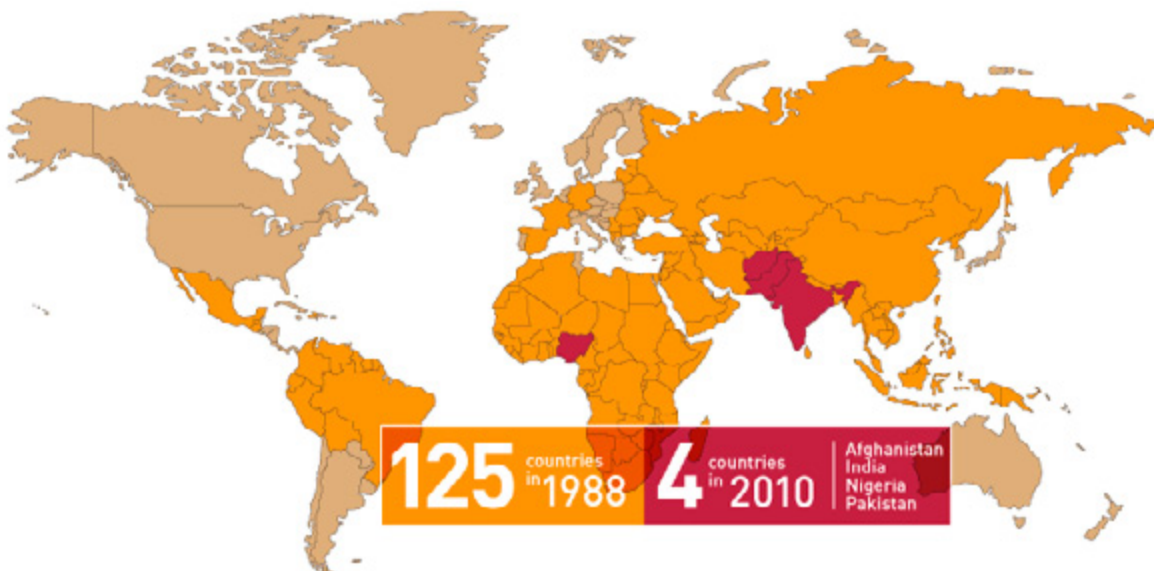 125 countries in 1988
4 countries in 2010
Afghanistan
India
Nigeria
Pakistan